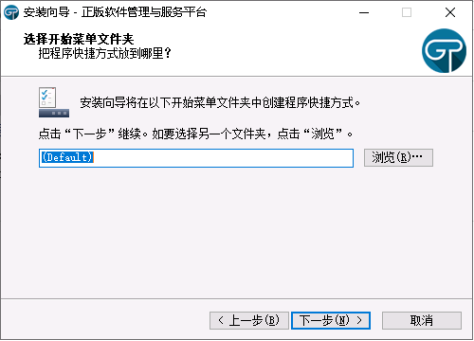 安装向导 - 正版软件管理与服务平台
选择开始菜单文件夹
把程序快捷方式放到哪里？
GT
安装向导将在以下开始菜单文件夹中创建程序快捷方式。
点击“下一步”继续。如要选择另一个文件夹，点击“浏览”。
(Default)
浏览(R)...
< 上一步(B)
下一步(N) >
取消